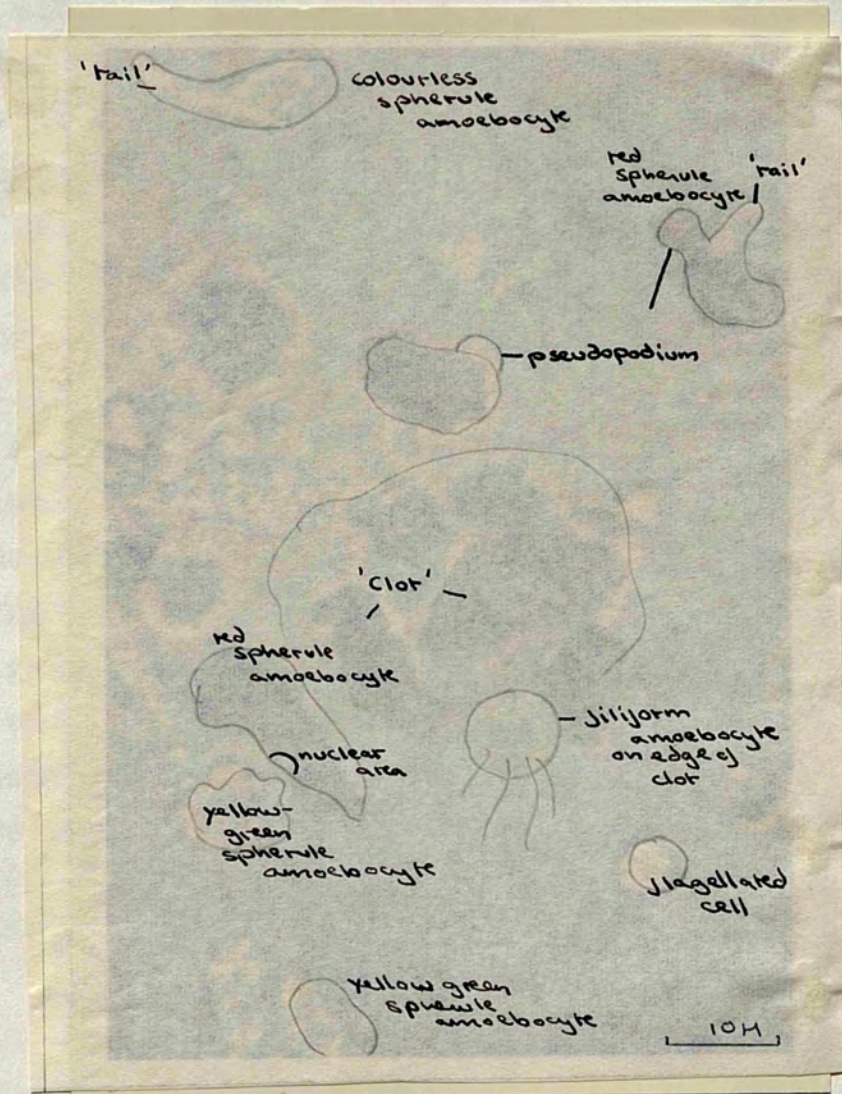 'tail'
colourless
spherule
amoebocyte
red
spherule
amoebocyte
'tail'
pseudopodium
'Clot'
red
spherule
amoebocyte
nuclear
area
filiform
amoebocyte
on edge of
clot
yellow-
green
spherule
amoebocyte
flagellated
cell
yellow green
spherule
amoebocyte
10µ